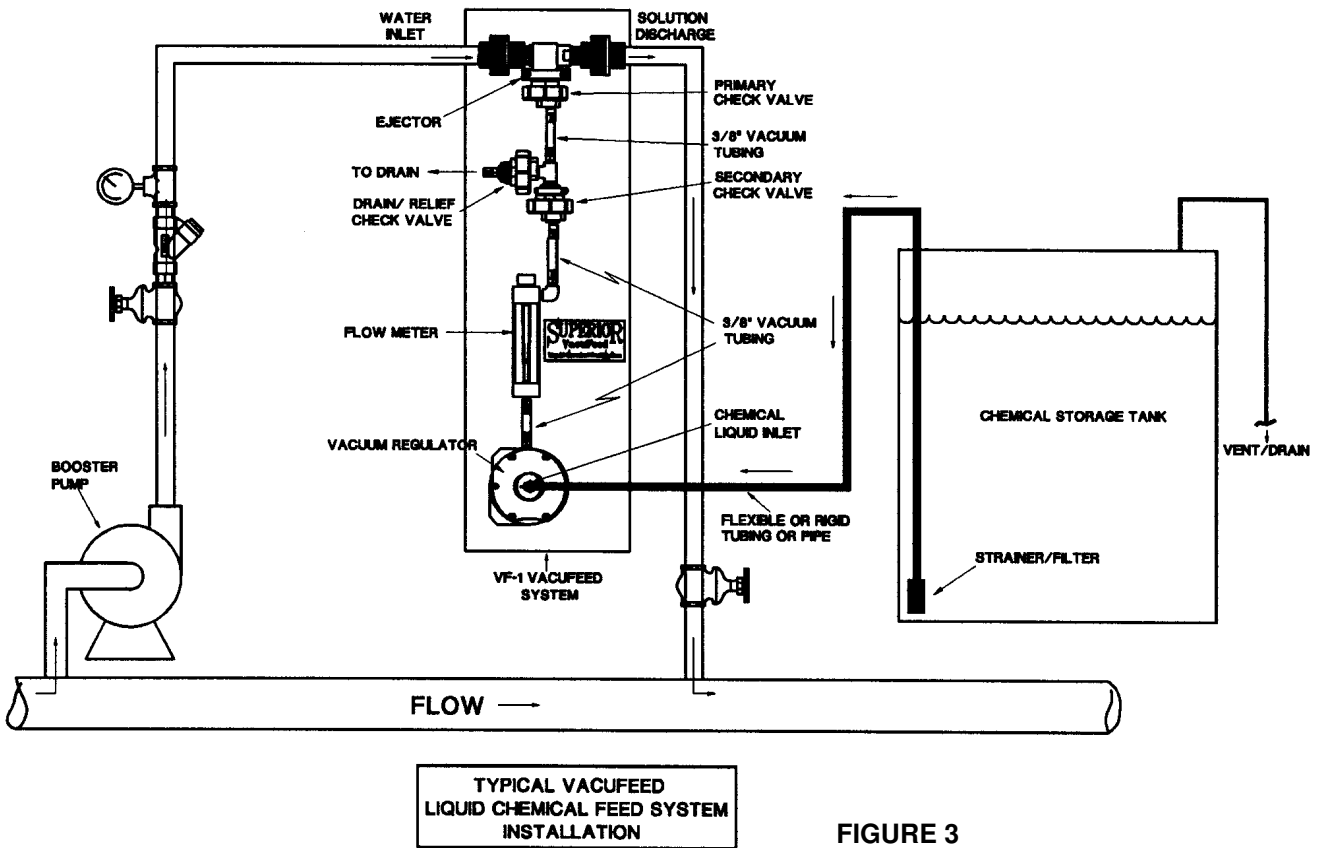 WATER
INLET
SOLUTION
DISCHARGE
PRIMARY
CHECK VALVE
EJECTOR
3/8" VACUUM
TUBING
TO DRAIN
SECONDARY
CHECK VALVE
DRAIN/ RELIEF
CHECK VALVE
FLOW METER
SUPERIOR
3/8" VACUUM
TUBING
CHEMICAL STORAGE TANK
CHEMICAL
LIQUID INLET
VACUUM REGULATOR
VENT/DRAIN
BOOSTER
PUMP
FLEXIBLE OR RIGID
TUBING OR PIPE
STRAINER/FILTER
VF-1 VACUFEED
SYSTEM
FLOW
TYPICAL VACUFEED
LIQUID CHEMICAL FEED SYSTEM
INSTALLATION
FIGURE 3